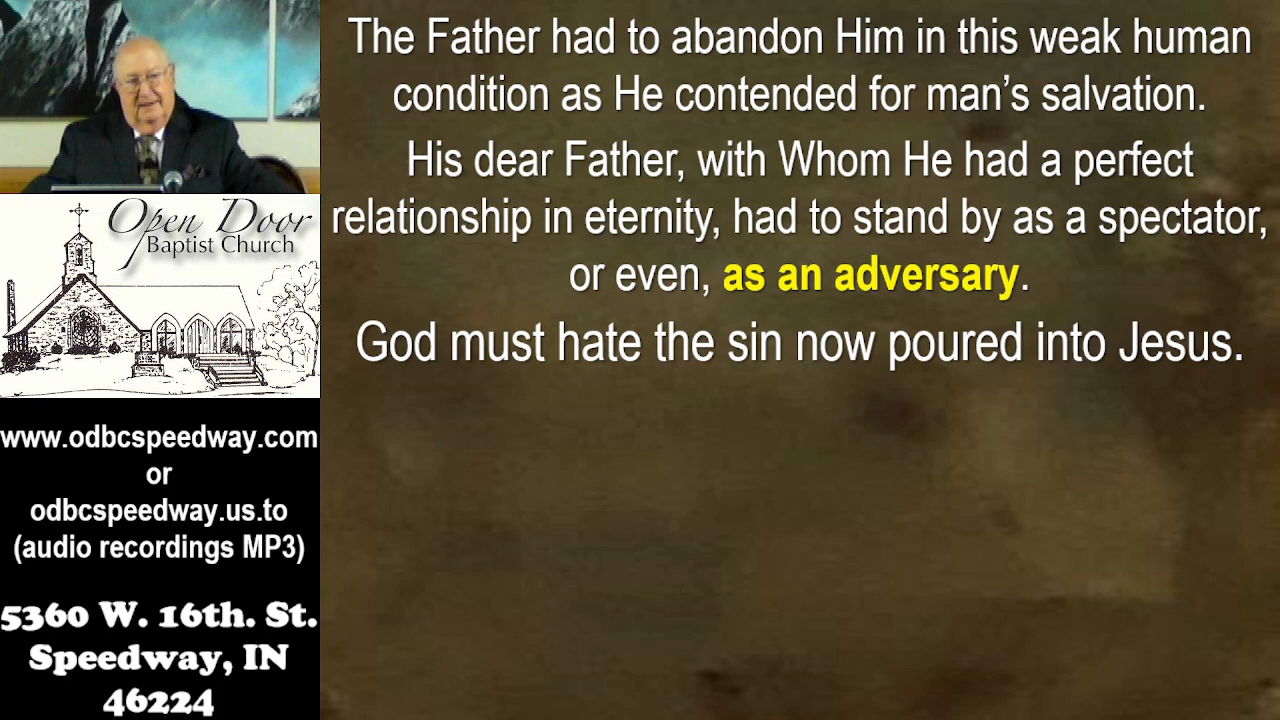 The Father had to abandon Him in this weak human
condition as He contended for man’s salvation.
His dear Father, with Whom He had a perfect
relationship in eternity, had to stand by as a spectator,
or even, as an adversary.
God must hate the sin now poured into Jesus.
Open Door
Baptist Church
www.odbcspeedway.com
or
odbcspeedway.us.to
(audio recordings MP3)
5360 W. 16th. St.
Speedway, IN
46224